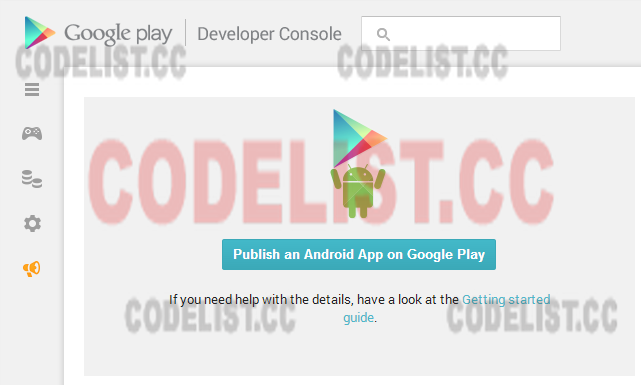 Google play Developer Console
CODELIST.CC CODELIST.CC
CODELIST.CC
Publish an Android App on Google Play
If you need help with the details, have a look at the Getting started
guide.
CODELIST.CC CODELIST.CC